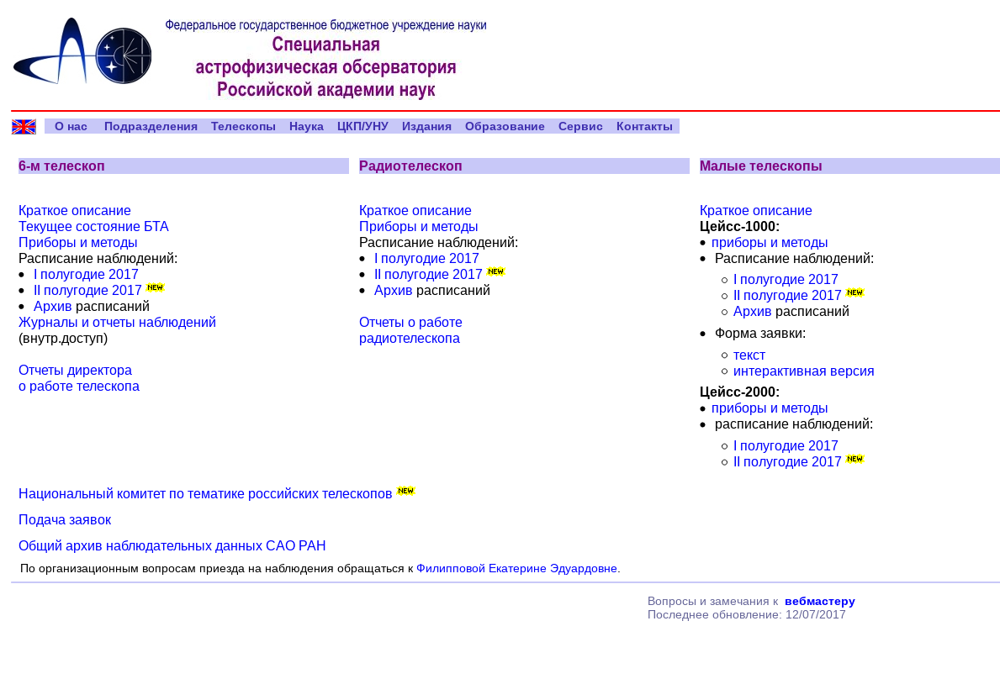 Федеральное государственное бюджетное учреждение науки
Специальная
астрофизическая обсерватория
Российской академии наук
О нас Подразделения Телескопы Наука ЦКП/УНУ Издания Образование Сервис Контакты
6-м телескоп
Краткое описание
Текущее состояние БТА
Приборы и методы
Расписание наблюдений:
I полугодие 2017
II полугодие 2017 NEW
Архив расписаний
Журналы и отчеты наблюдений
(внутр.доступ)
Отчеты директора
о работе телескопа
Радиотелескоп
Краткое описание
Приборы и методы
Расписание наблюдений:
I полугодие 2017
II полугодие 2017 NEW
Архив расписаний
Отчеты о работе
радиотелескопа
Малые телескопы
Краткое описание
Цейсс-1000:
приборы и методы
Расписание наблюдений:
I полугодие 2017
II полугодие 2017 NEW
Архив расписаний
Форма заявки:
текст
интерактивная версия
Цейсс-2000:
приборы и методы
расписание наблюдений:
I полугодие 2017
II полугодие 2017 NEW
Национальный комитет по тематике российских телескопов NEW
Подача заявок
Общий архив наблюдательных данных САО РАН
По организационным вопросам приезда на наблюдения обращаться к Филипповой Екатерине Эдуардовне.
Вопросы и замечания к вебмастеру
Последнее обновление: 12/07/2017